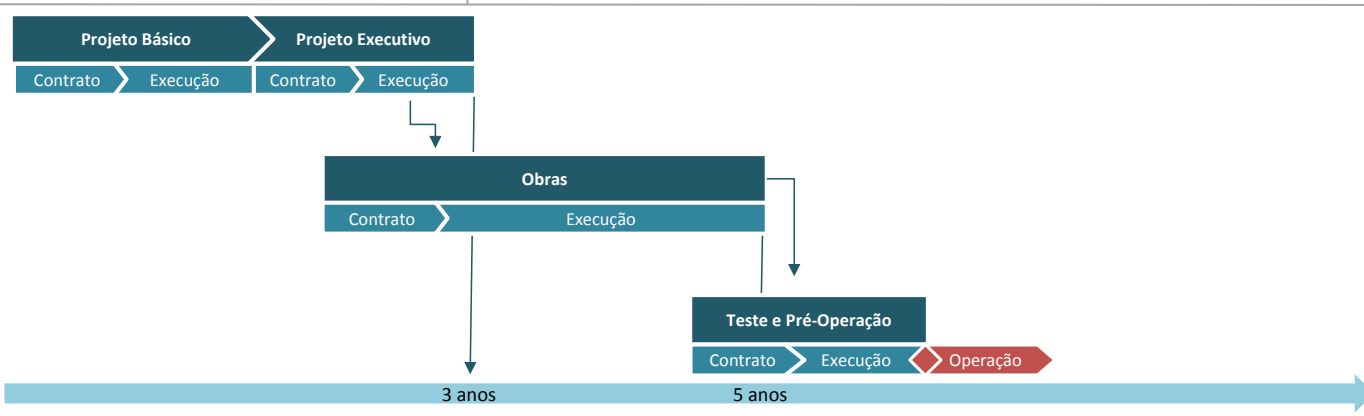 Projeto Básico Projeto Executivo
Contrato Execução Contrato Execução
Obras
Contrato Execução
Teste e Pré-Operação
Contrato Execução Operação
3 anos 5 anos